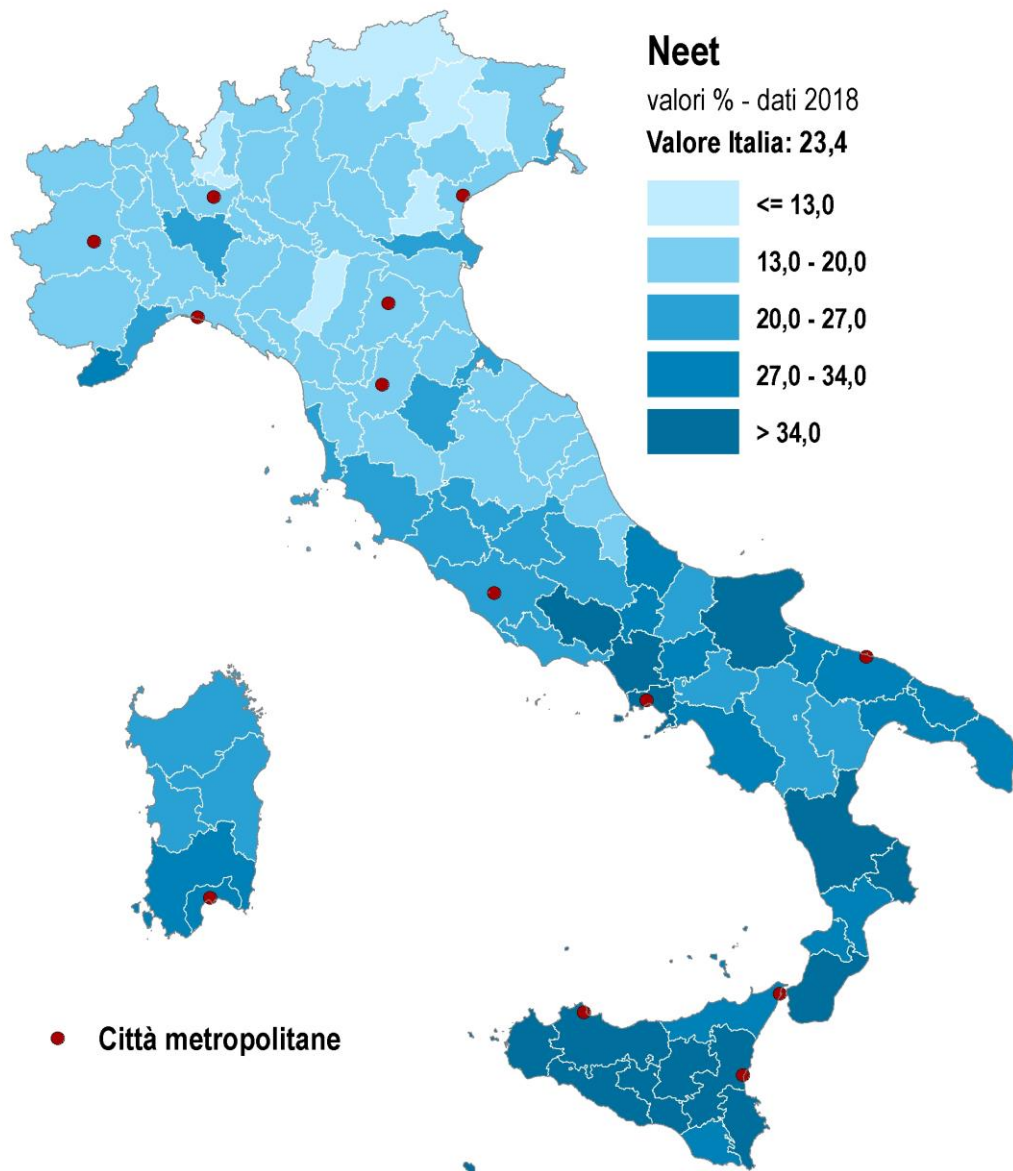 Neet
valori % - dati 2018
Valore Italia: 23,4
<= 13,0
13,0 - 20,0
20,0 - 27,0
27,0 - 34,0
> 34,0
Città metropolitane